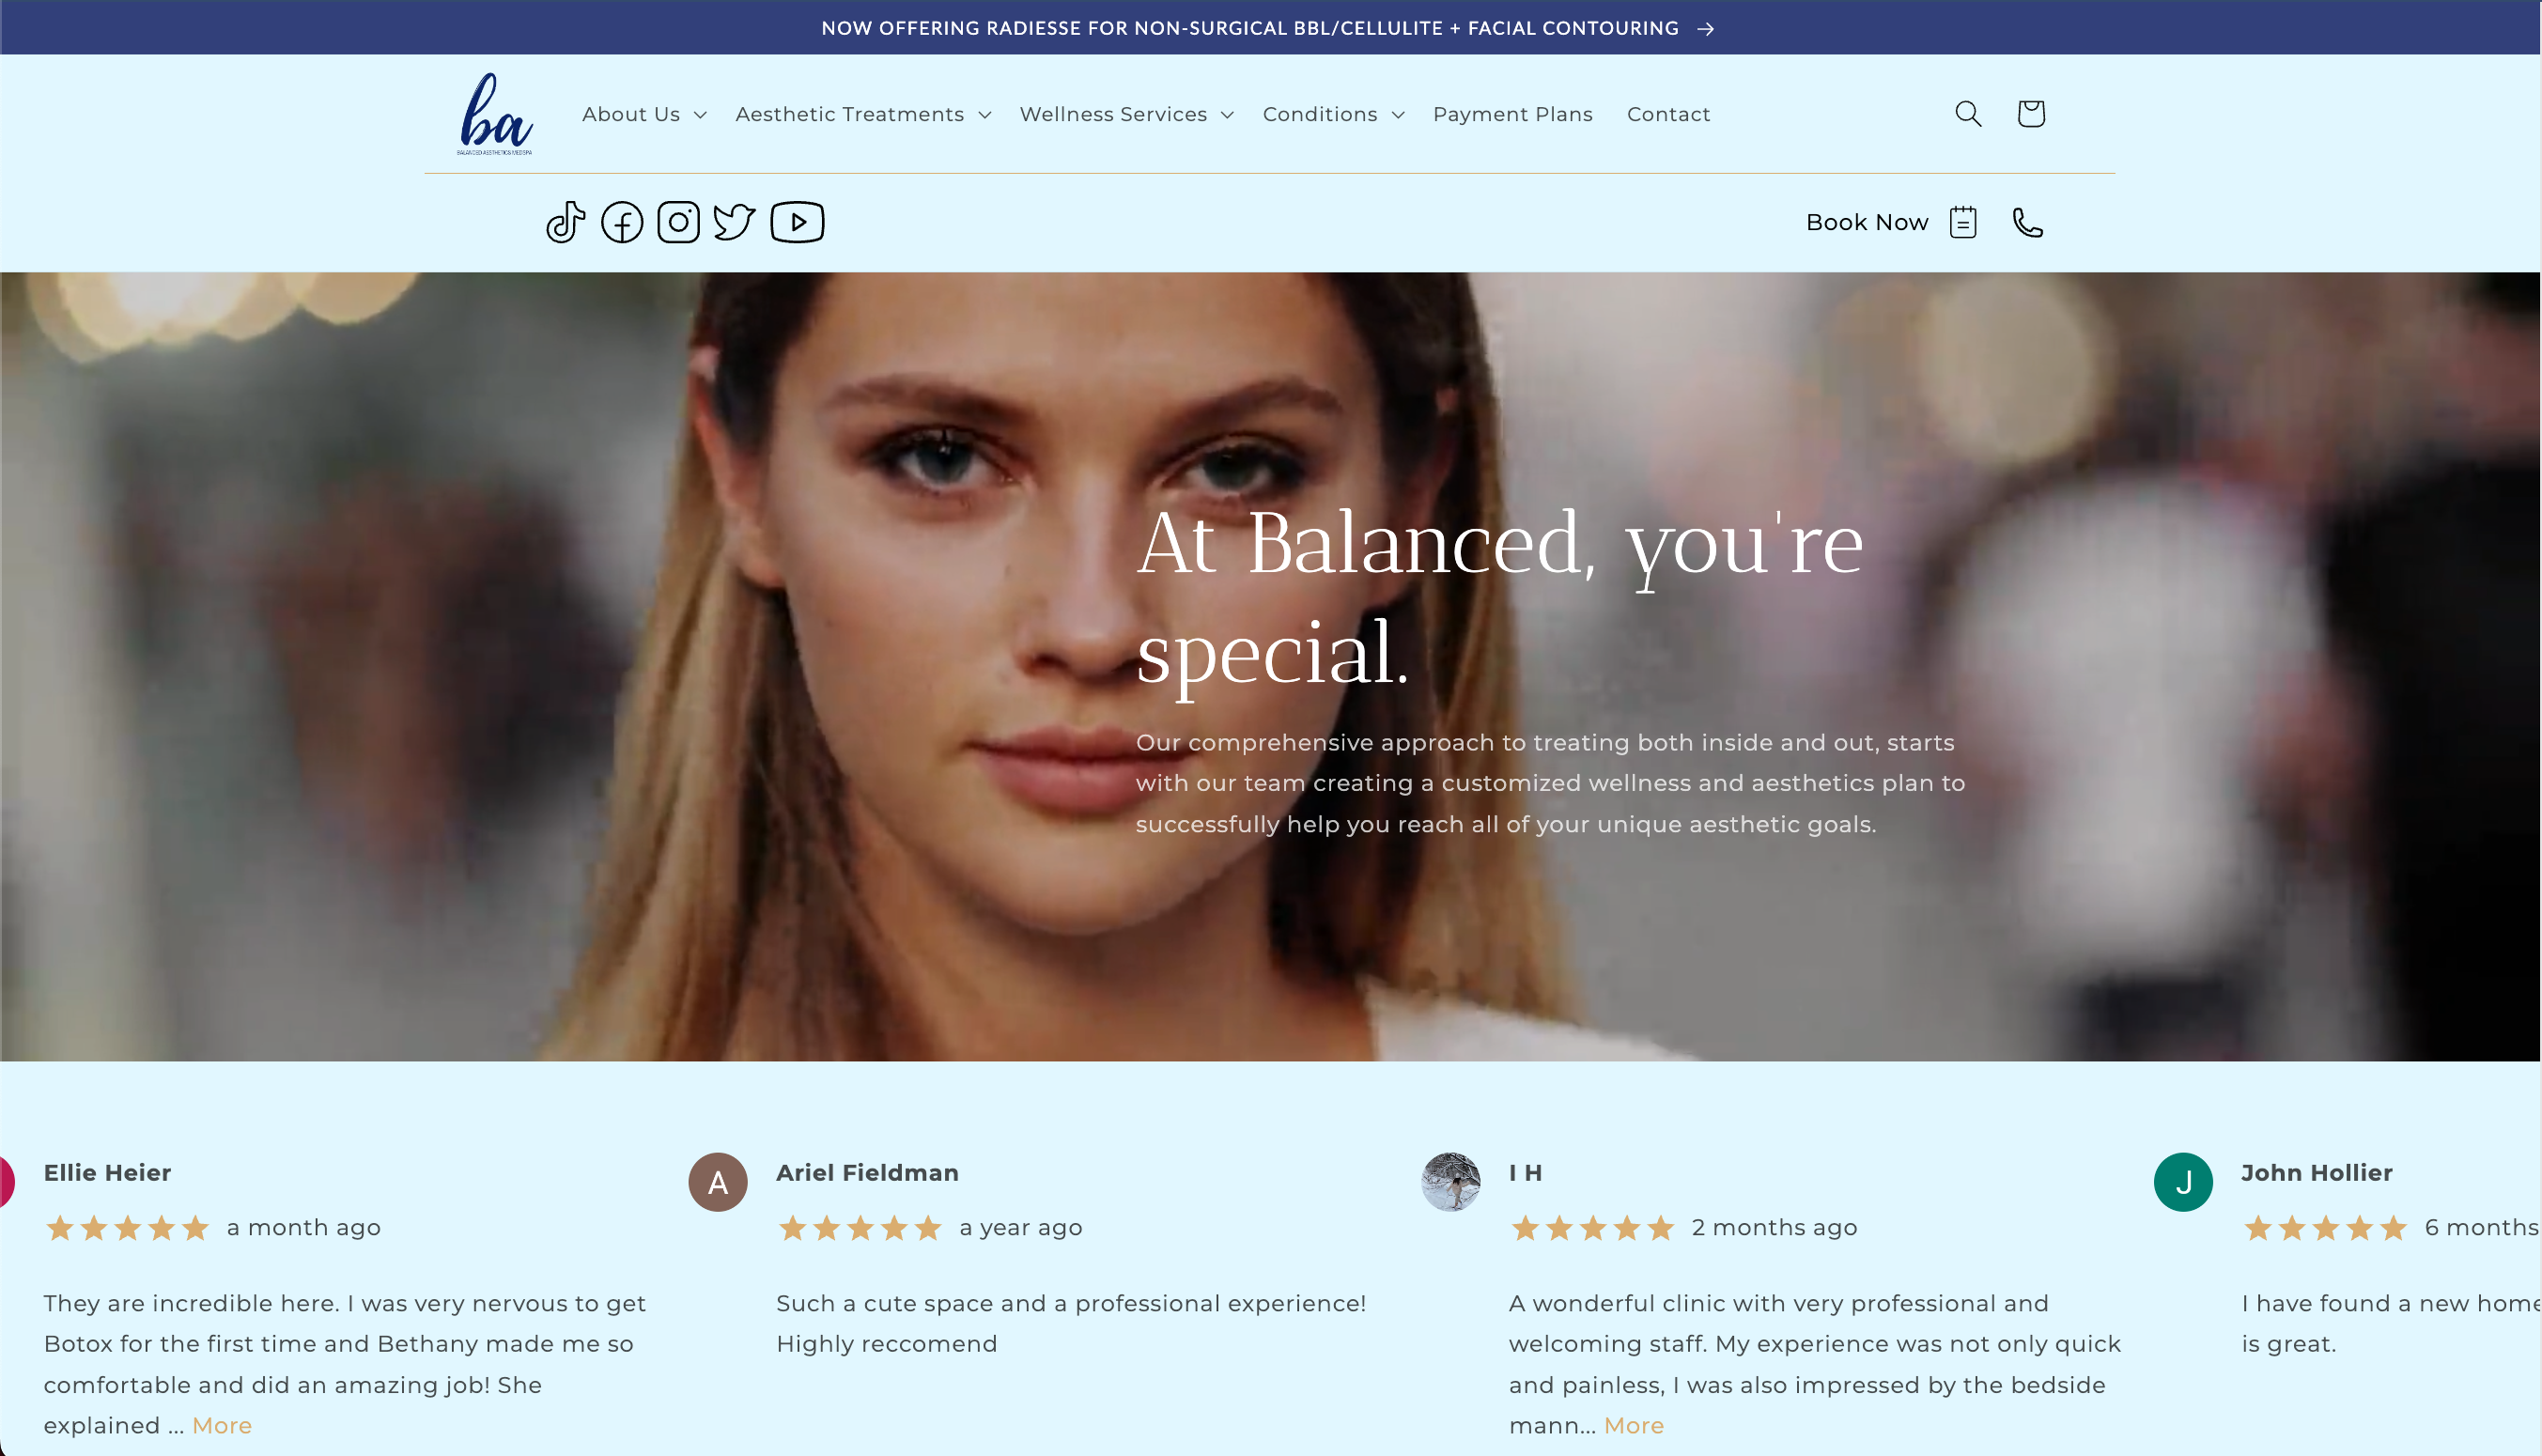 NOW OFFERING RADIESSE FOR NON-SURGICAL BBL/CELLULITE + FACIAL CONTOURING
ba
BALANCED AESTHETICS MEDSPA
About Us
Aesthetic Treatments
Wellness Services
Conditions
Payment Plans
Contact
Book Now
At Balanced, you're
special.
Our comprehensive approach to treating both inside and out, starts
with our team creating a customized wellness and aesthetics plan to
successfully help you reach all of your unique aesthetic goals.
Ellie Heier
a month ago
They are incredible here. I was very nervous to get
Botox for the first time and Bethany made me so
comfortable and did an amazing job! She
explained ... More
A
Ariel Fieldman
a year ago
Such a cute space and a professional experience!
Highly reccomend
I H
2 months ago
A wonderful clinic with very professional and
welcoming staff. My experience was not only quick
and painless, I was also impressed by the bedside
mann... More
J
John Hollier
6 months
I have found a new home
is great.